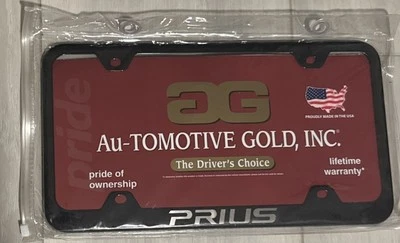 pride
GG
PROUDLY MADE IN THE USA
Au-TOMOTIVE GOLD, INC.®
The Driver's Choice
pride of
ownership
lifetime
warranty*
PRIUS